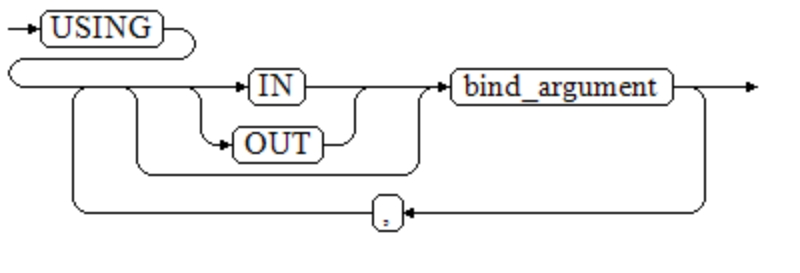 USING
IN bind_argument
OUT
,